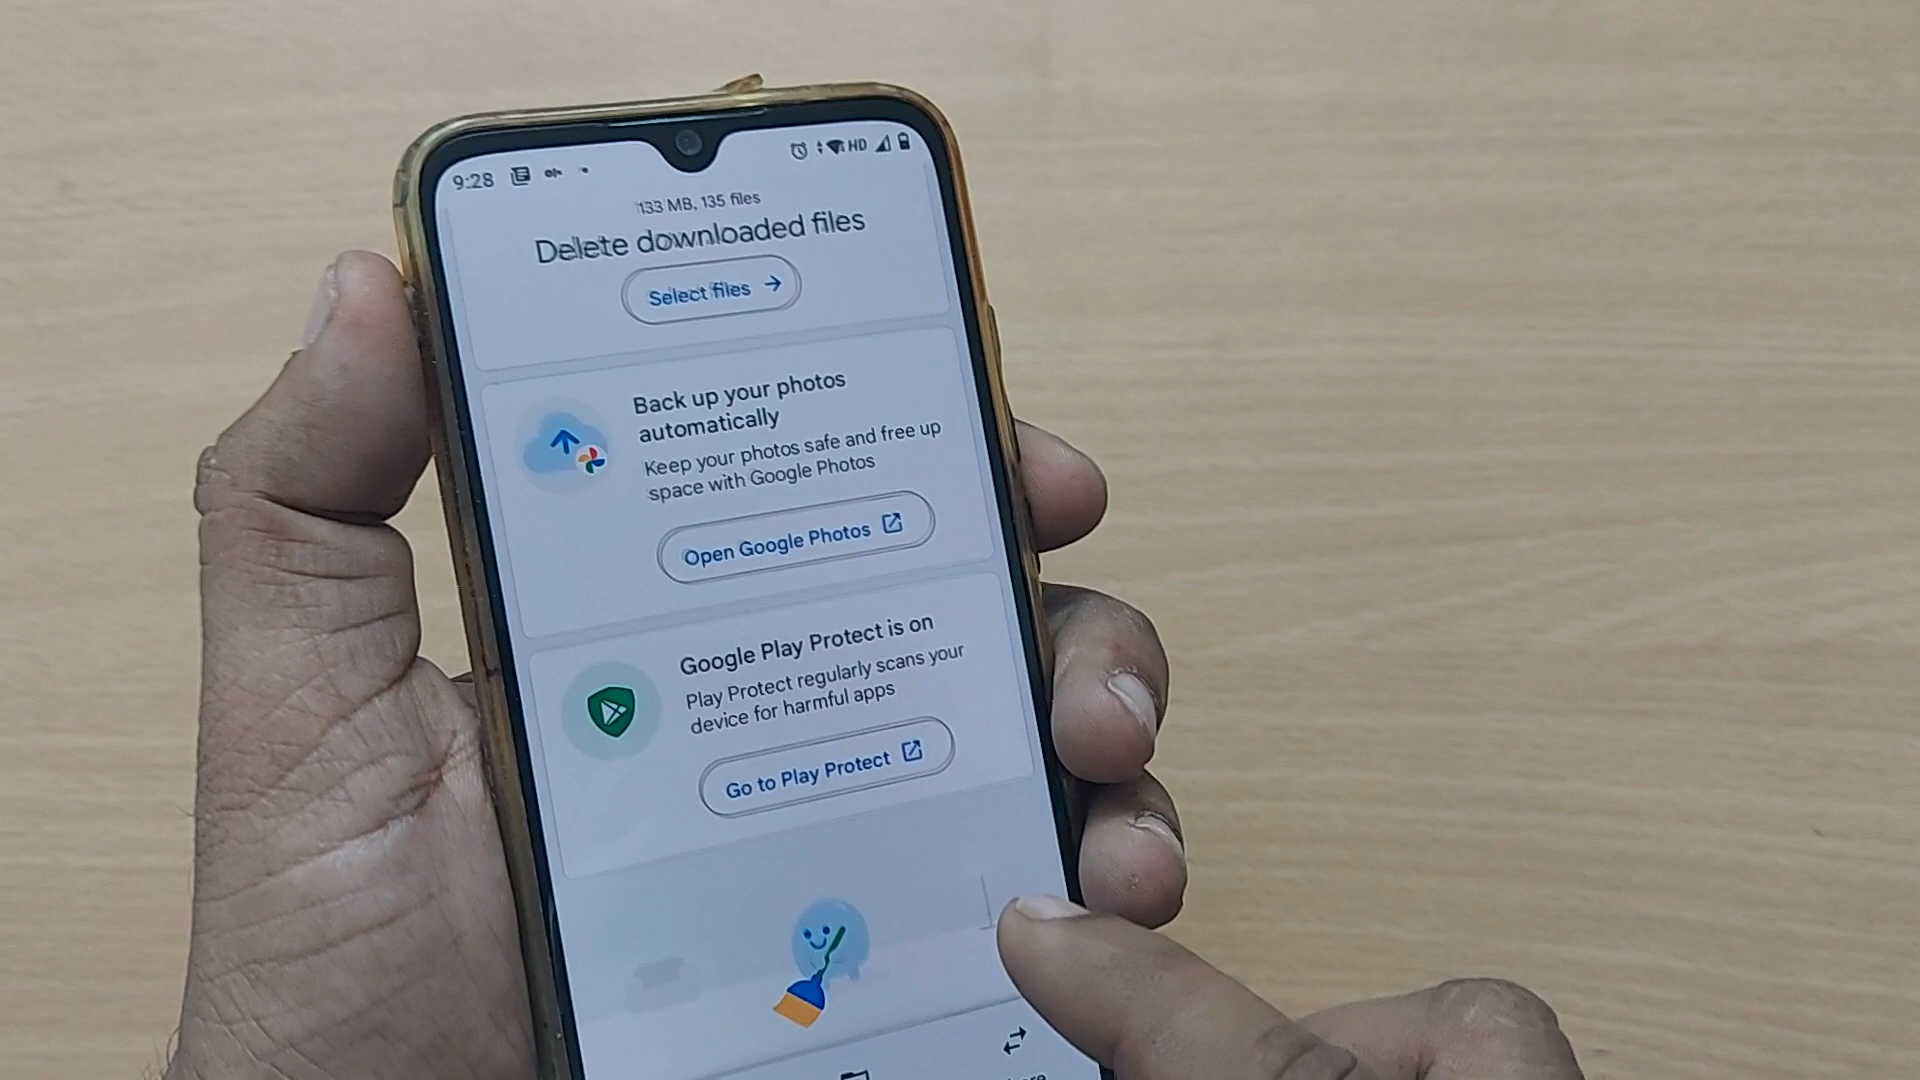 9:28
HD
133 MB, 135 files
Delete downloaded files
Select files
Back up your photos
automatically
Keep your photos safe and free up
space with Google Photos
Open Google Photos
Google Play Protect is on
Play Protect regularly scans your
device for harmful apps
Go to Play Protect